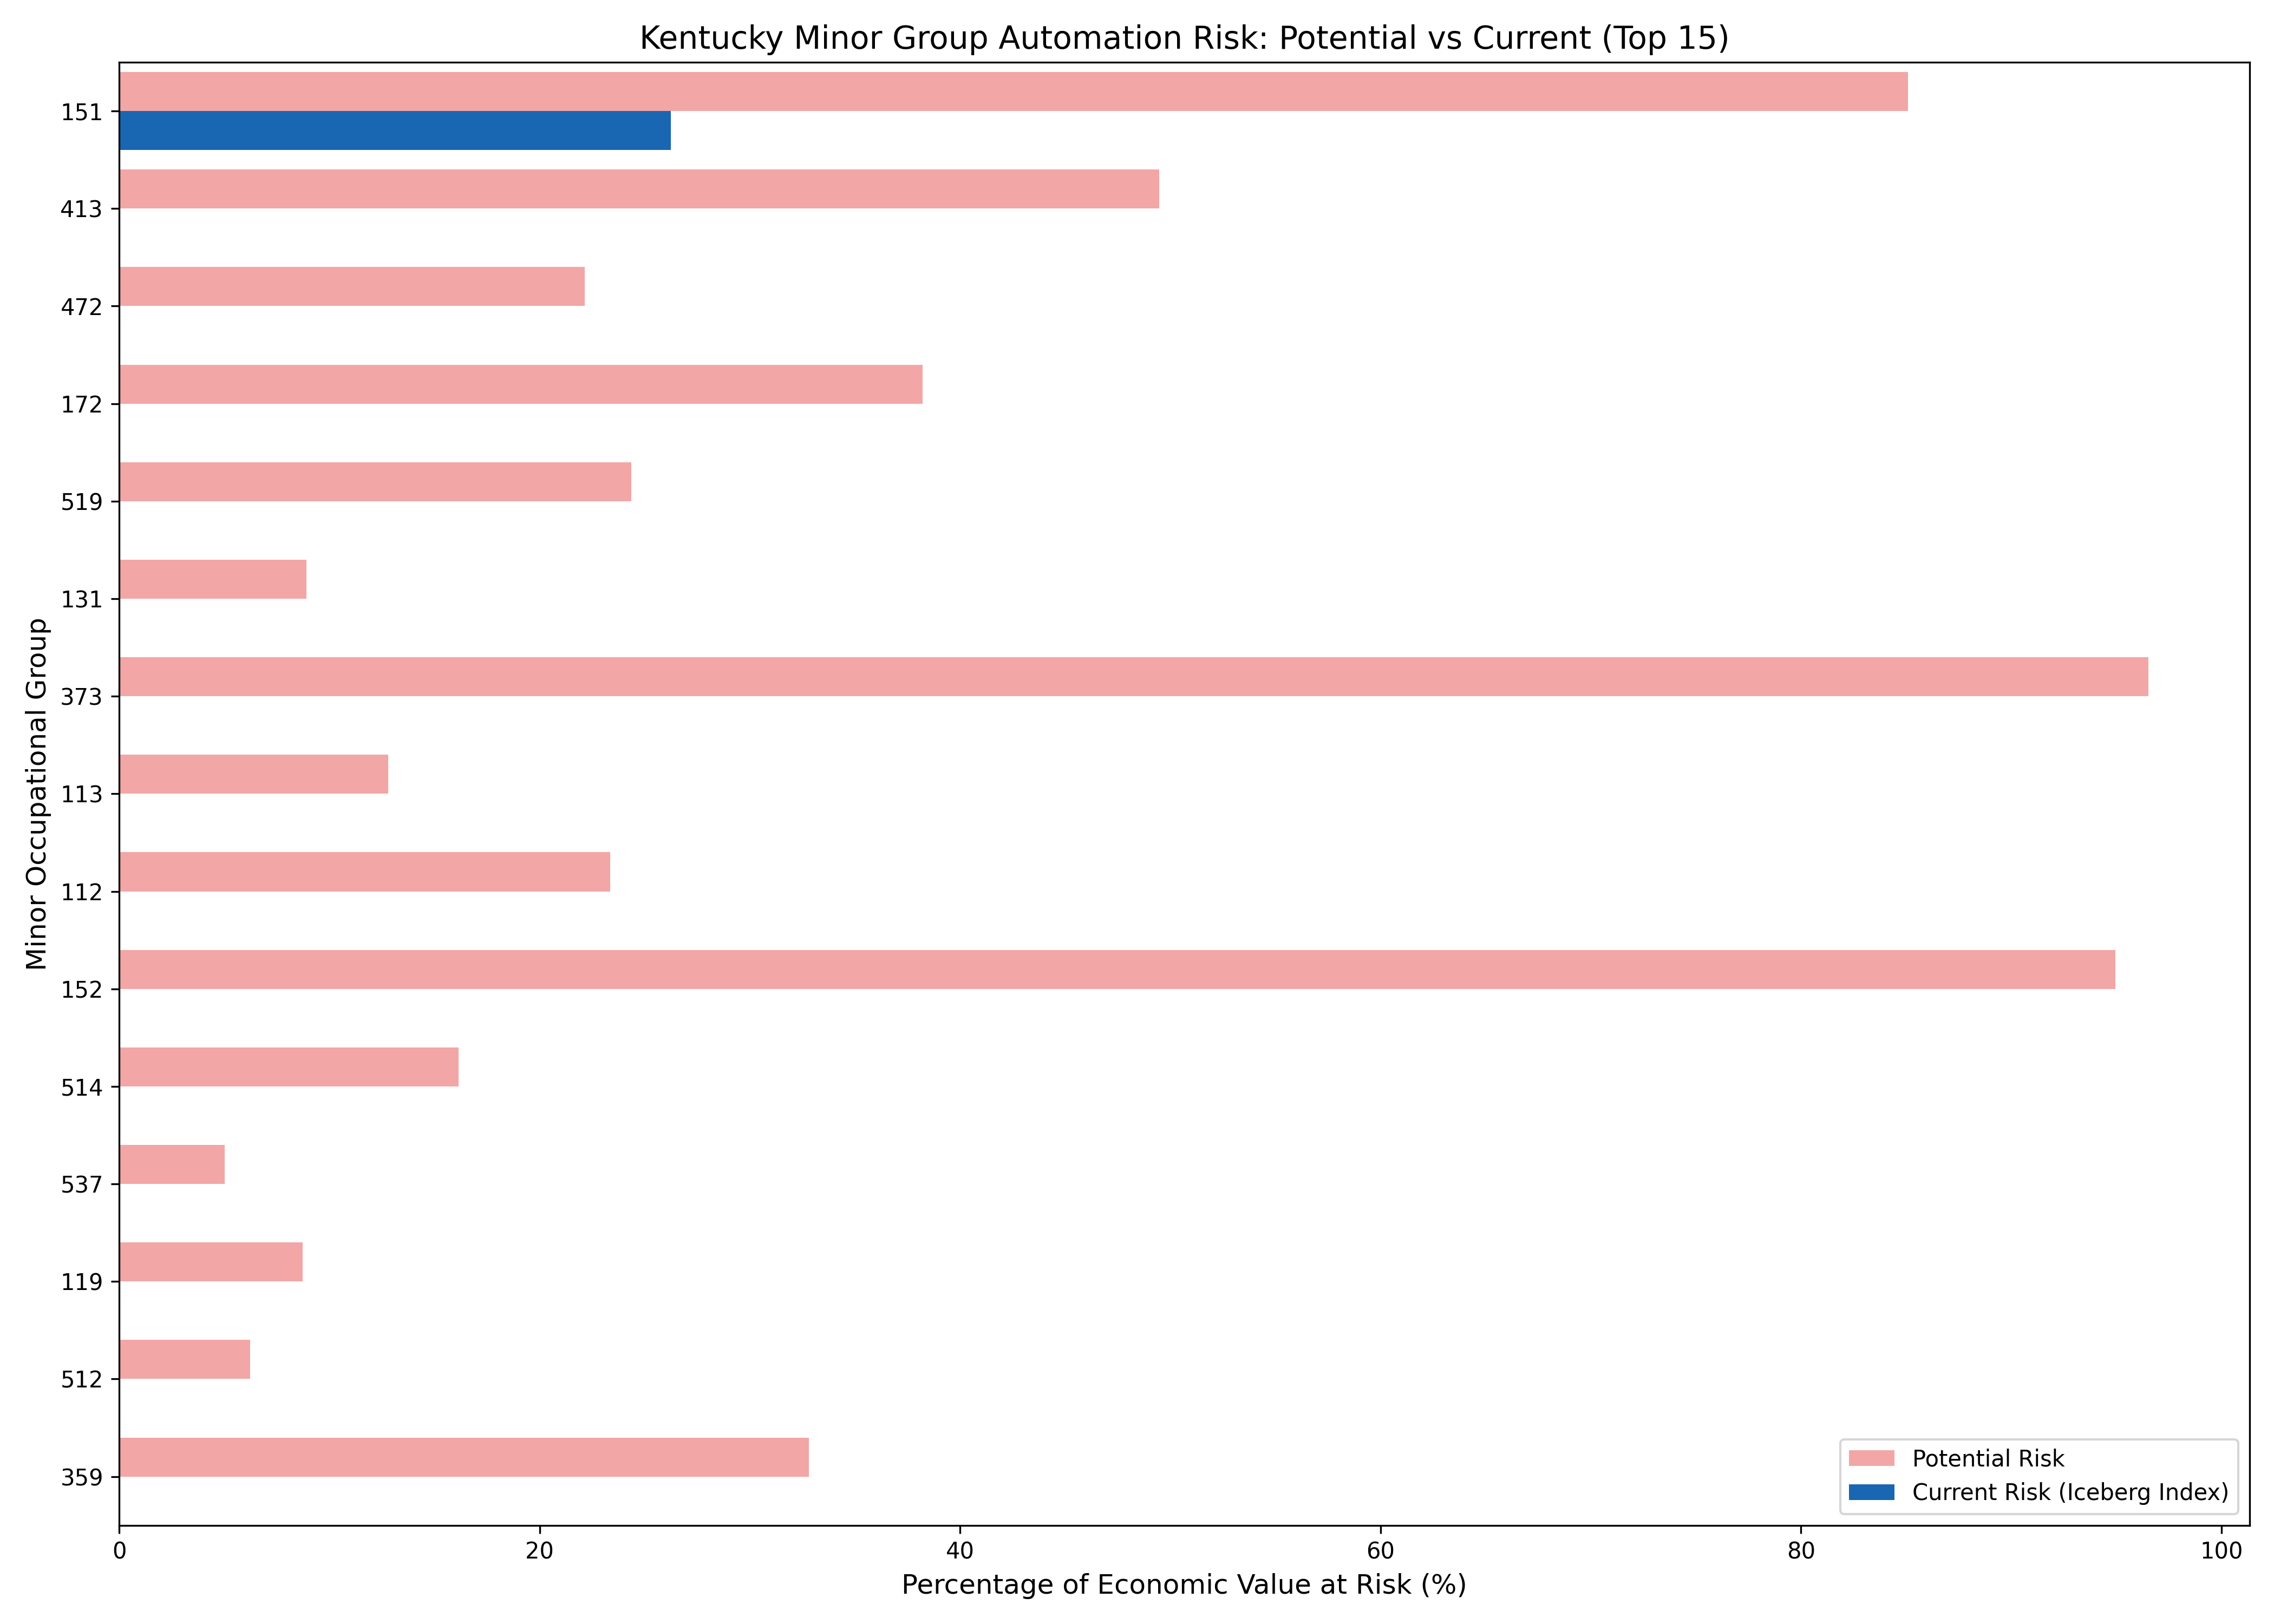 Kentucky Minor Group Automation Risk: Potential vs Current (Top 15)
Minor Occupational Group
151
413
472
172
519
131
373
113
112
152
514
537
119
512
359
Potential Risk
Current Risk (Iceberg Index)
0 20 40 60 80 100
Percentage of Economic Value at Risk (%)